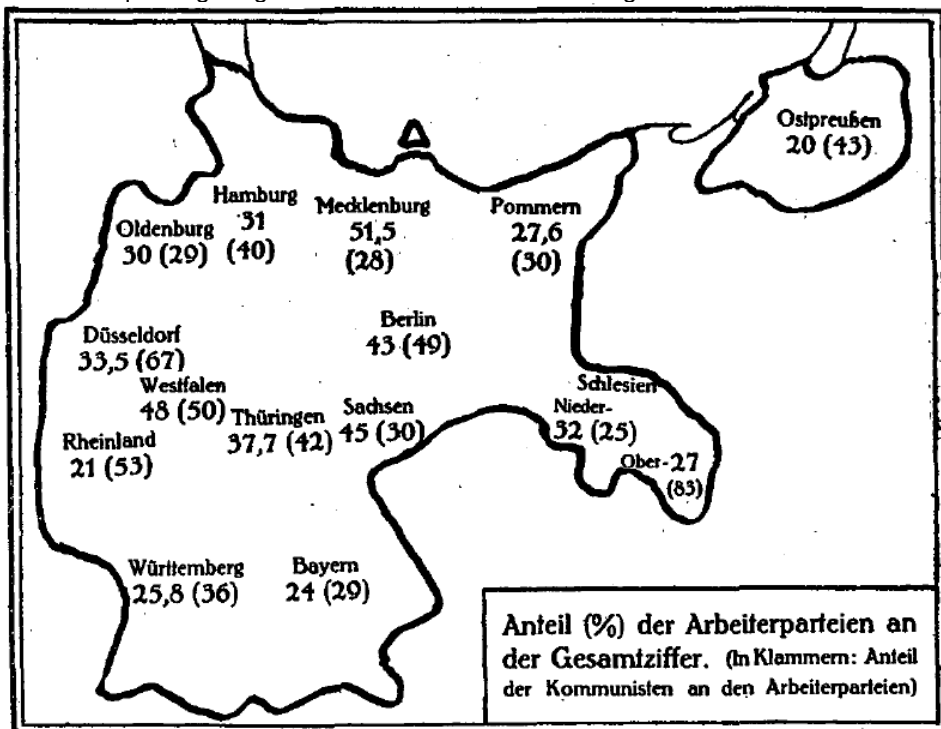 Ostpreußen
20 (43)
Hamburg
31
(40)
Oldenburg
30 (29)
Mecklenburg
51,5
(28)
Pommern
27,6
(30)
Düsseldorf
33,5 (67)
Berlin
43 (49)
Westfalen
48 (50)
Thüringen
37,7 (42)
Sachsen
45 (30)
Schlesien
Nieder-
32 (25)
Ober-27
(83)
Rheinland
21 (53)
Württemberg
25,8 (36)
Bayern
24 (29)
Anteil (%) der Arbeiterparteien an
der Gesamtziffer. (In Klammern: Anteil
der Kommunisten an den Arbeiterparteien)